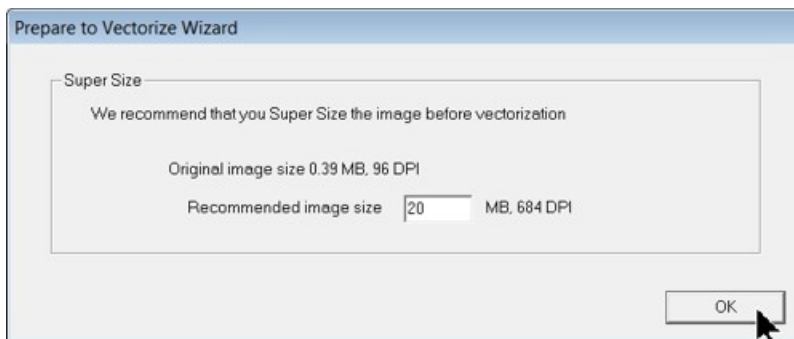 Prepare to Vectorize Wizard
Super Size
We recommend that you Super Size the image before vectorization
Original image size 0.39 MB, 96 DPI
Recommended image size 20 MB, 684 DPI
OK